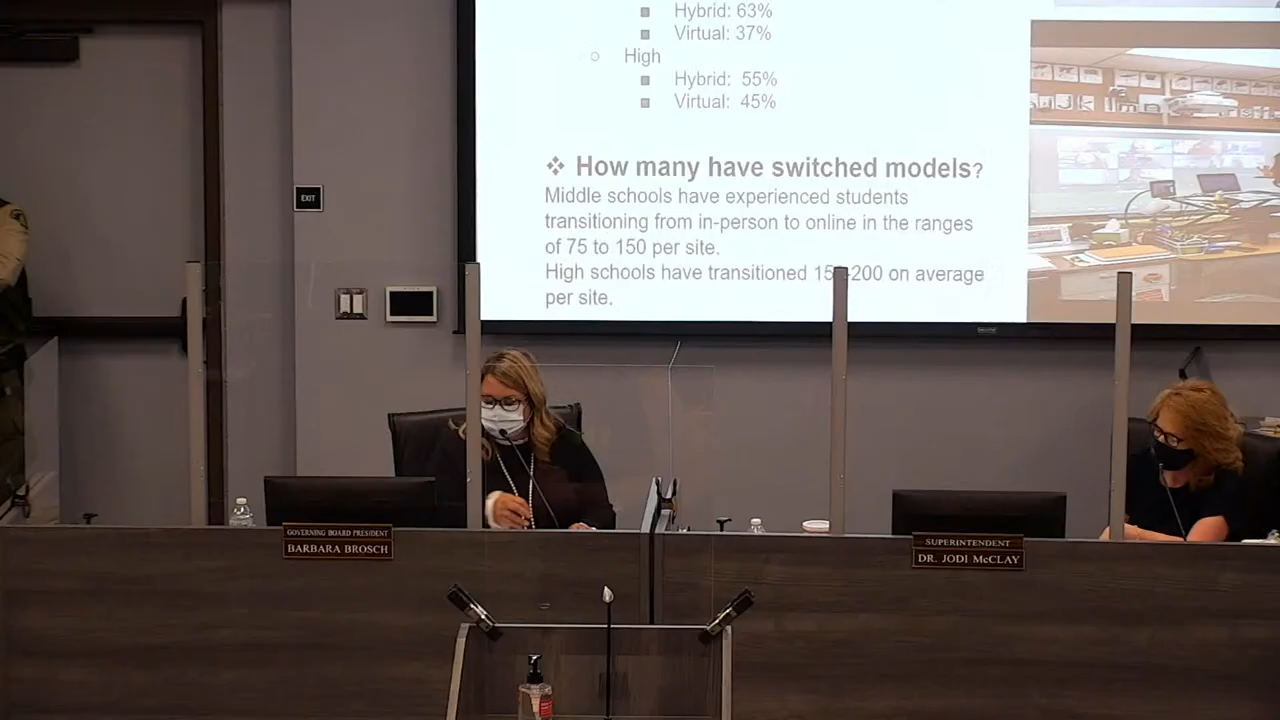 Hybrid: 63%
Virtual: 37%
High
Hybrid: 55%
Virtual: 45%
How many have switched models?
Middle schools have experienced students
transitioning from in-person to online in the ranges
of 75 to 150 per site.
High schools have transitioned 200 on average
per site.
EXIT
GOVERNING BOARD PRESIDENT
BARBARA BROSCH
SUPERINTENDENT
DR. JODI McCLAY